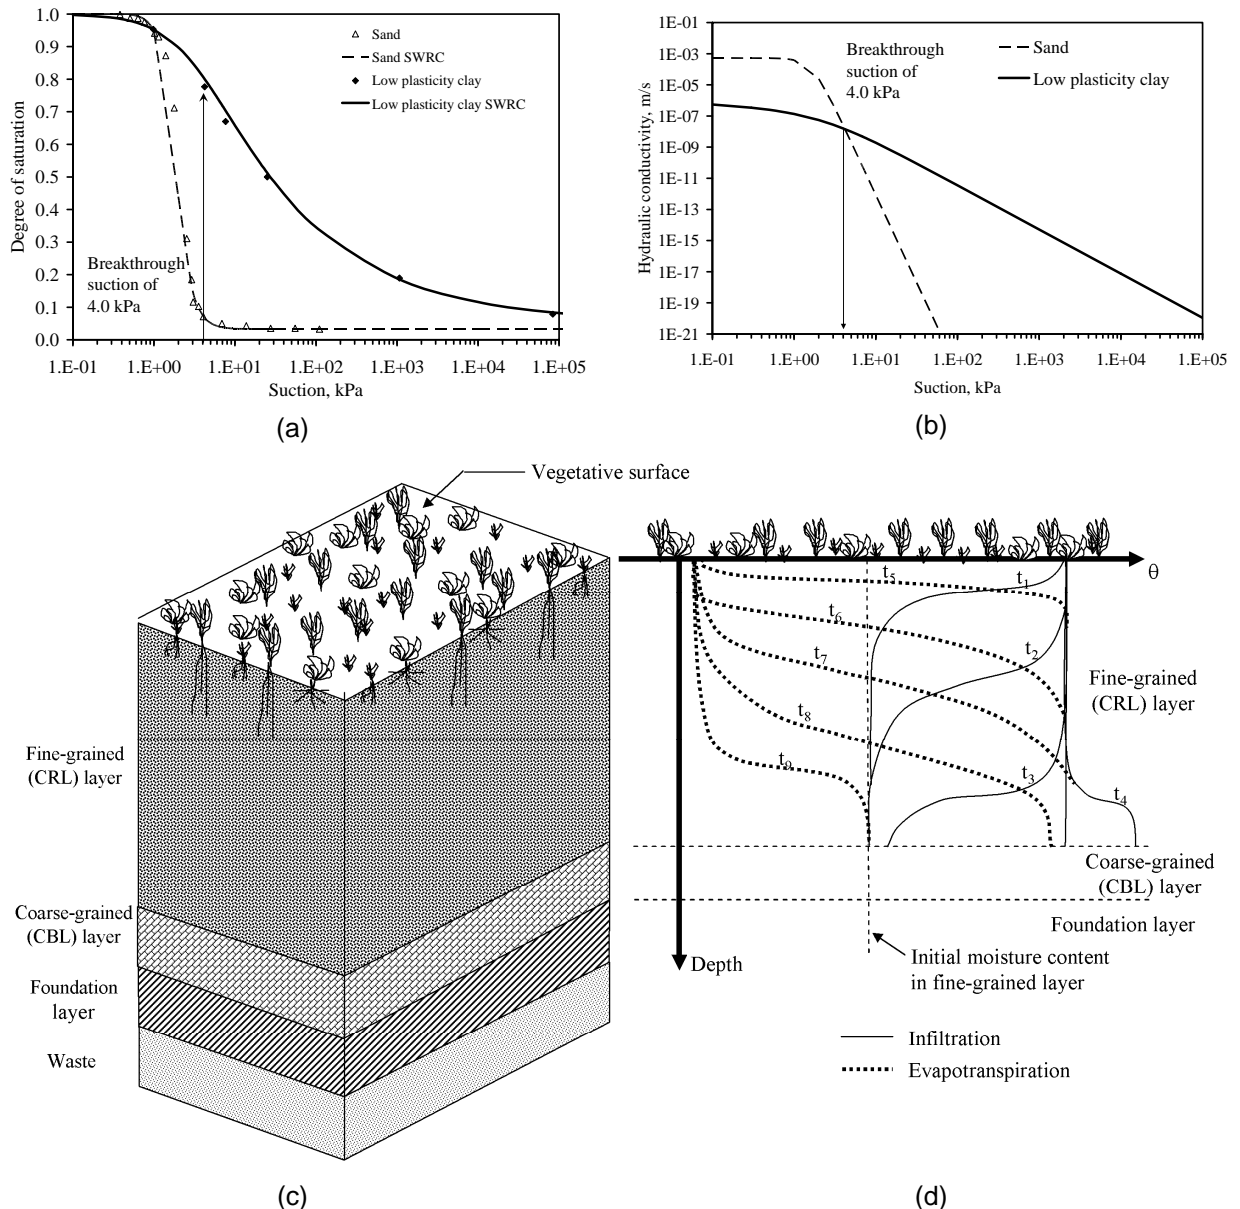 1.0
0.9
0.8
0.7
0.6
0.5
0.4
0.3
0.2
0.1
0.0
Degree of saturation
Sand
Sand SWRC
Low plasticity clay
Low plasticity clay SWRC
Breakthrough
suction of
4.0 kPa
1.E-01 1.E+00 1.E+01 1.E+02 1.E+03 1.E+04 1.E+05
Suction, kPa
(a)
1E-01
1E-03
1E-05
1E-07
1E-09
1E-11
1E-13
1E-15
1E-17
1E-19
1E-21
Hydraulic conductivity, m/s
Breakthrough
suction of
4.0 kPa
Sand
Low plasticity clay
1.E-01 1.E+00 1.E+01 1.E+02 1.E+03 1.E+04 1.E+05
Suction, kPa
(b)
Vegetative surface
Fine-grained
(CRL) layer
Coarse-grained
(CBL) layer
Foundation
layer
Waste
(c)
θ
t5
t1
t6
t2
t7
t8
t9
t3
t4
Fine-grained
(CRL) layer
Coarse-grained
(CBL) layer
Foundation layer
Depth
Initial moisture content
in fine-grained layer
Infiltration
Evapotranspiration
(d)